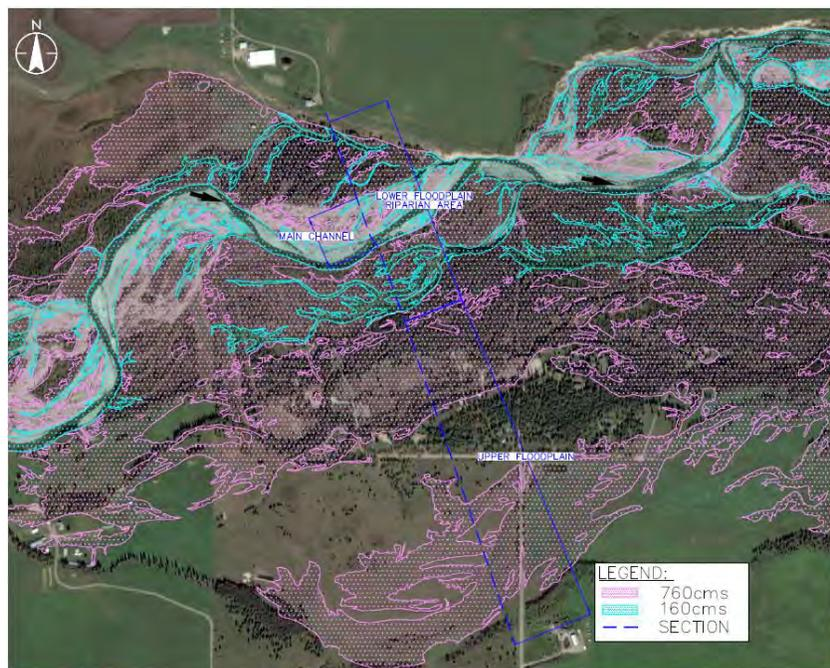 N
LOWER FLOODPLAIN
RIPARIAN AREA
MAIN CHANNEL
UPPER FLOODPLAIN
LEGEND:
760cms
160cms
SECTION